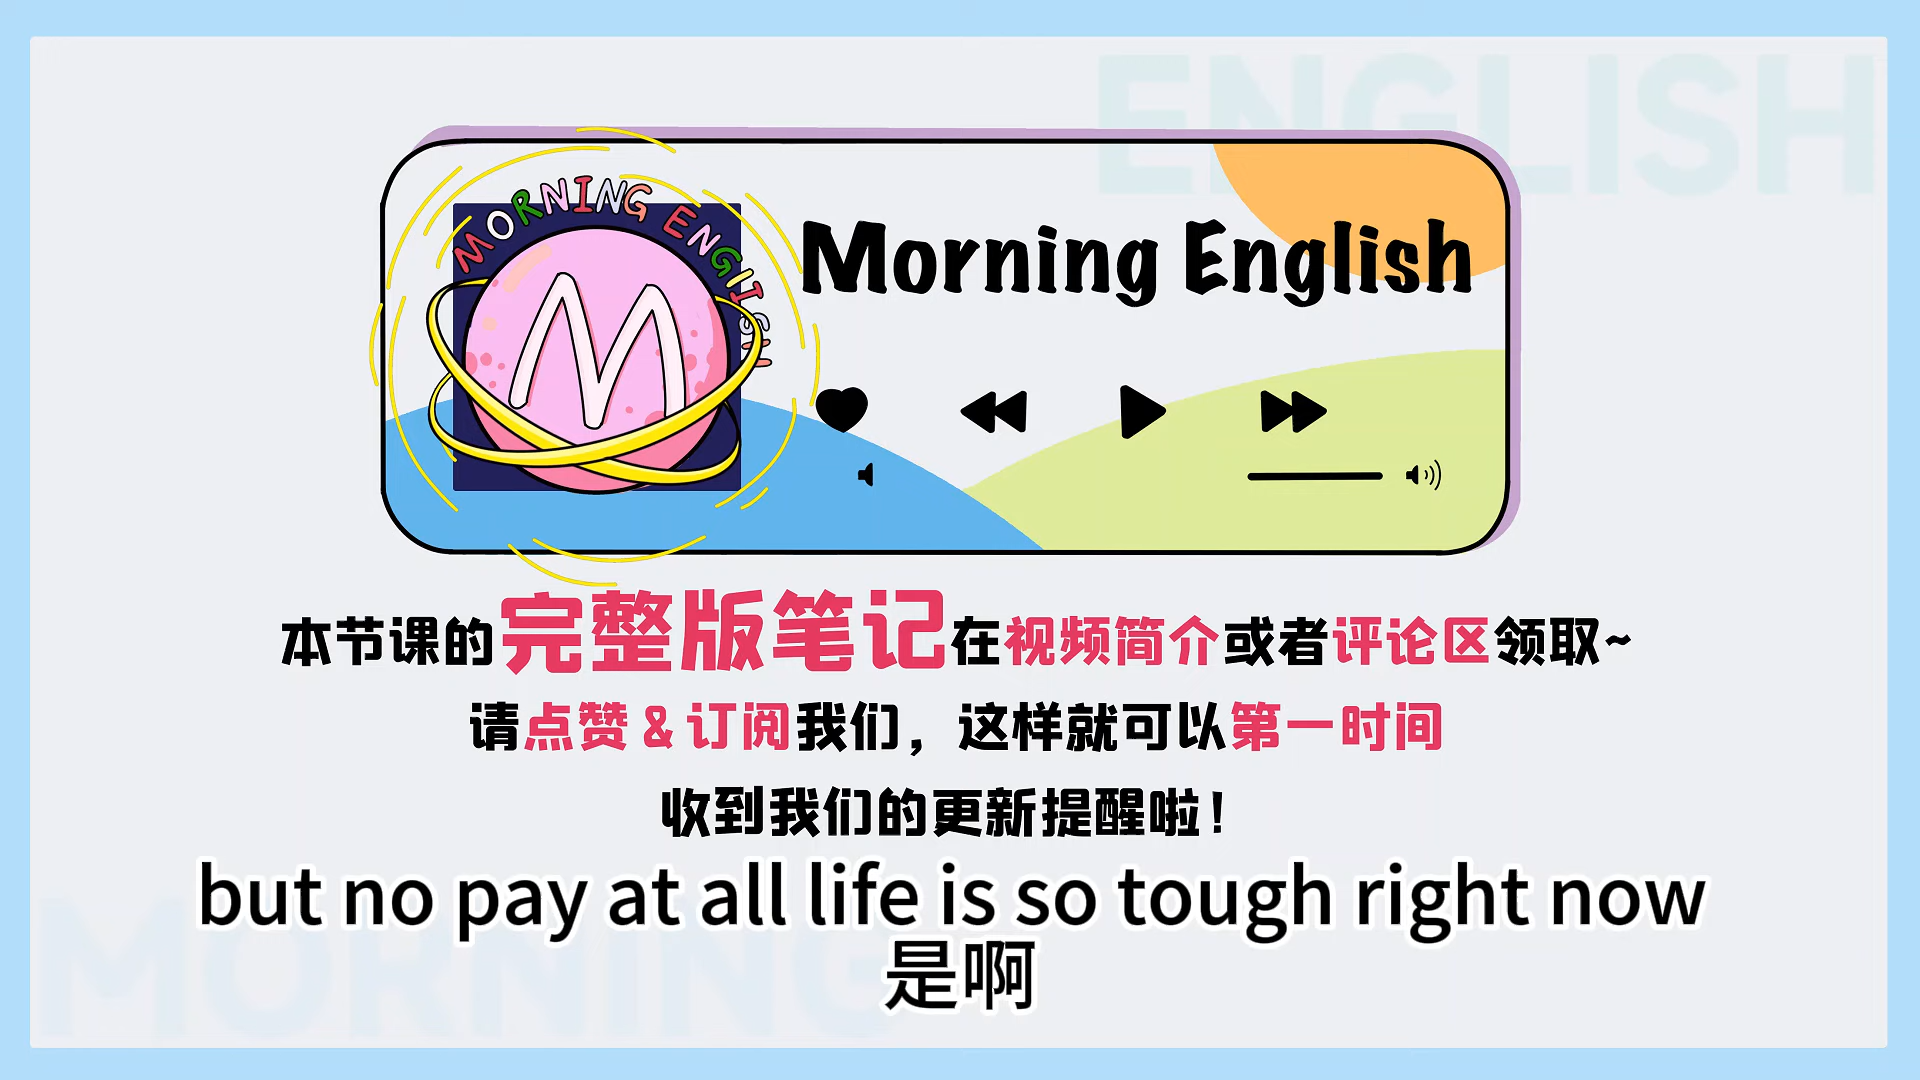 ENGLISH
MORNING ENGLISH
M
Morning English
本节课的完整版笔记在视频简介或者评论区领取~
请点赞&订阅我们，这样就可以第一时间
收到我们的更新提醒啦！
but no pay at all life is so tough right now
是啊
MORNING